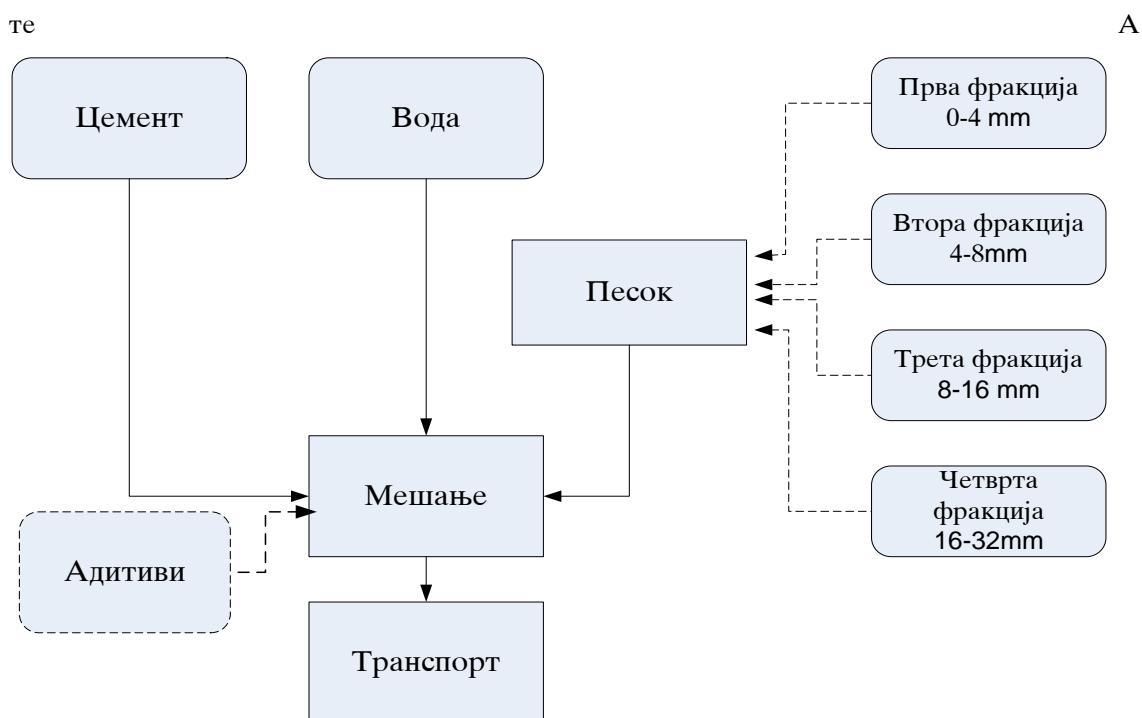 те
А
Цемент
Вода
Прва фракција
0-4 mm
Втора фракција
4-8mm
Песок
Трета фракција
8-16 mm
Четврта
фракција
16-32mm
Мешање
Адитиви
Транспорт